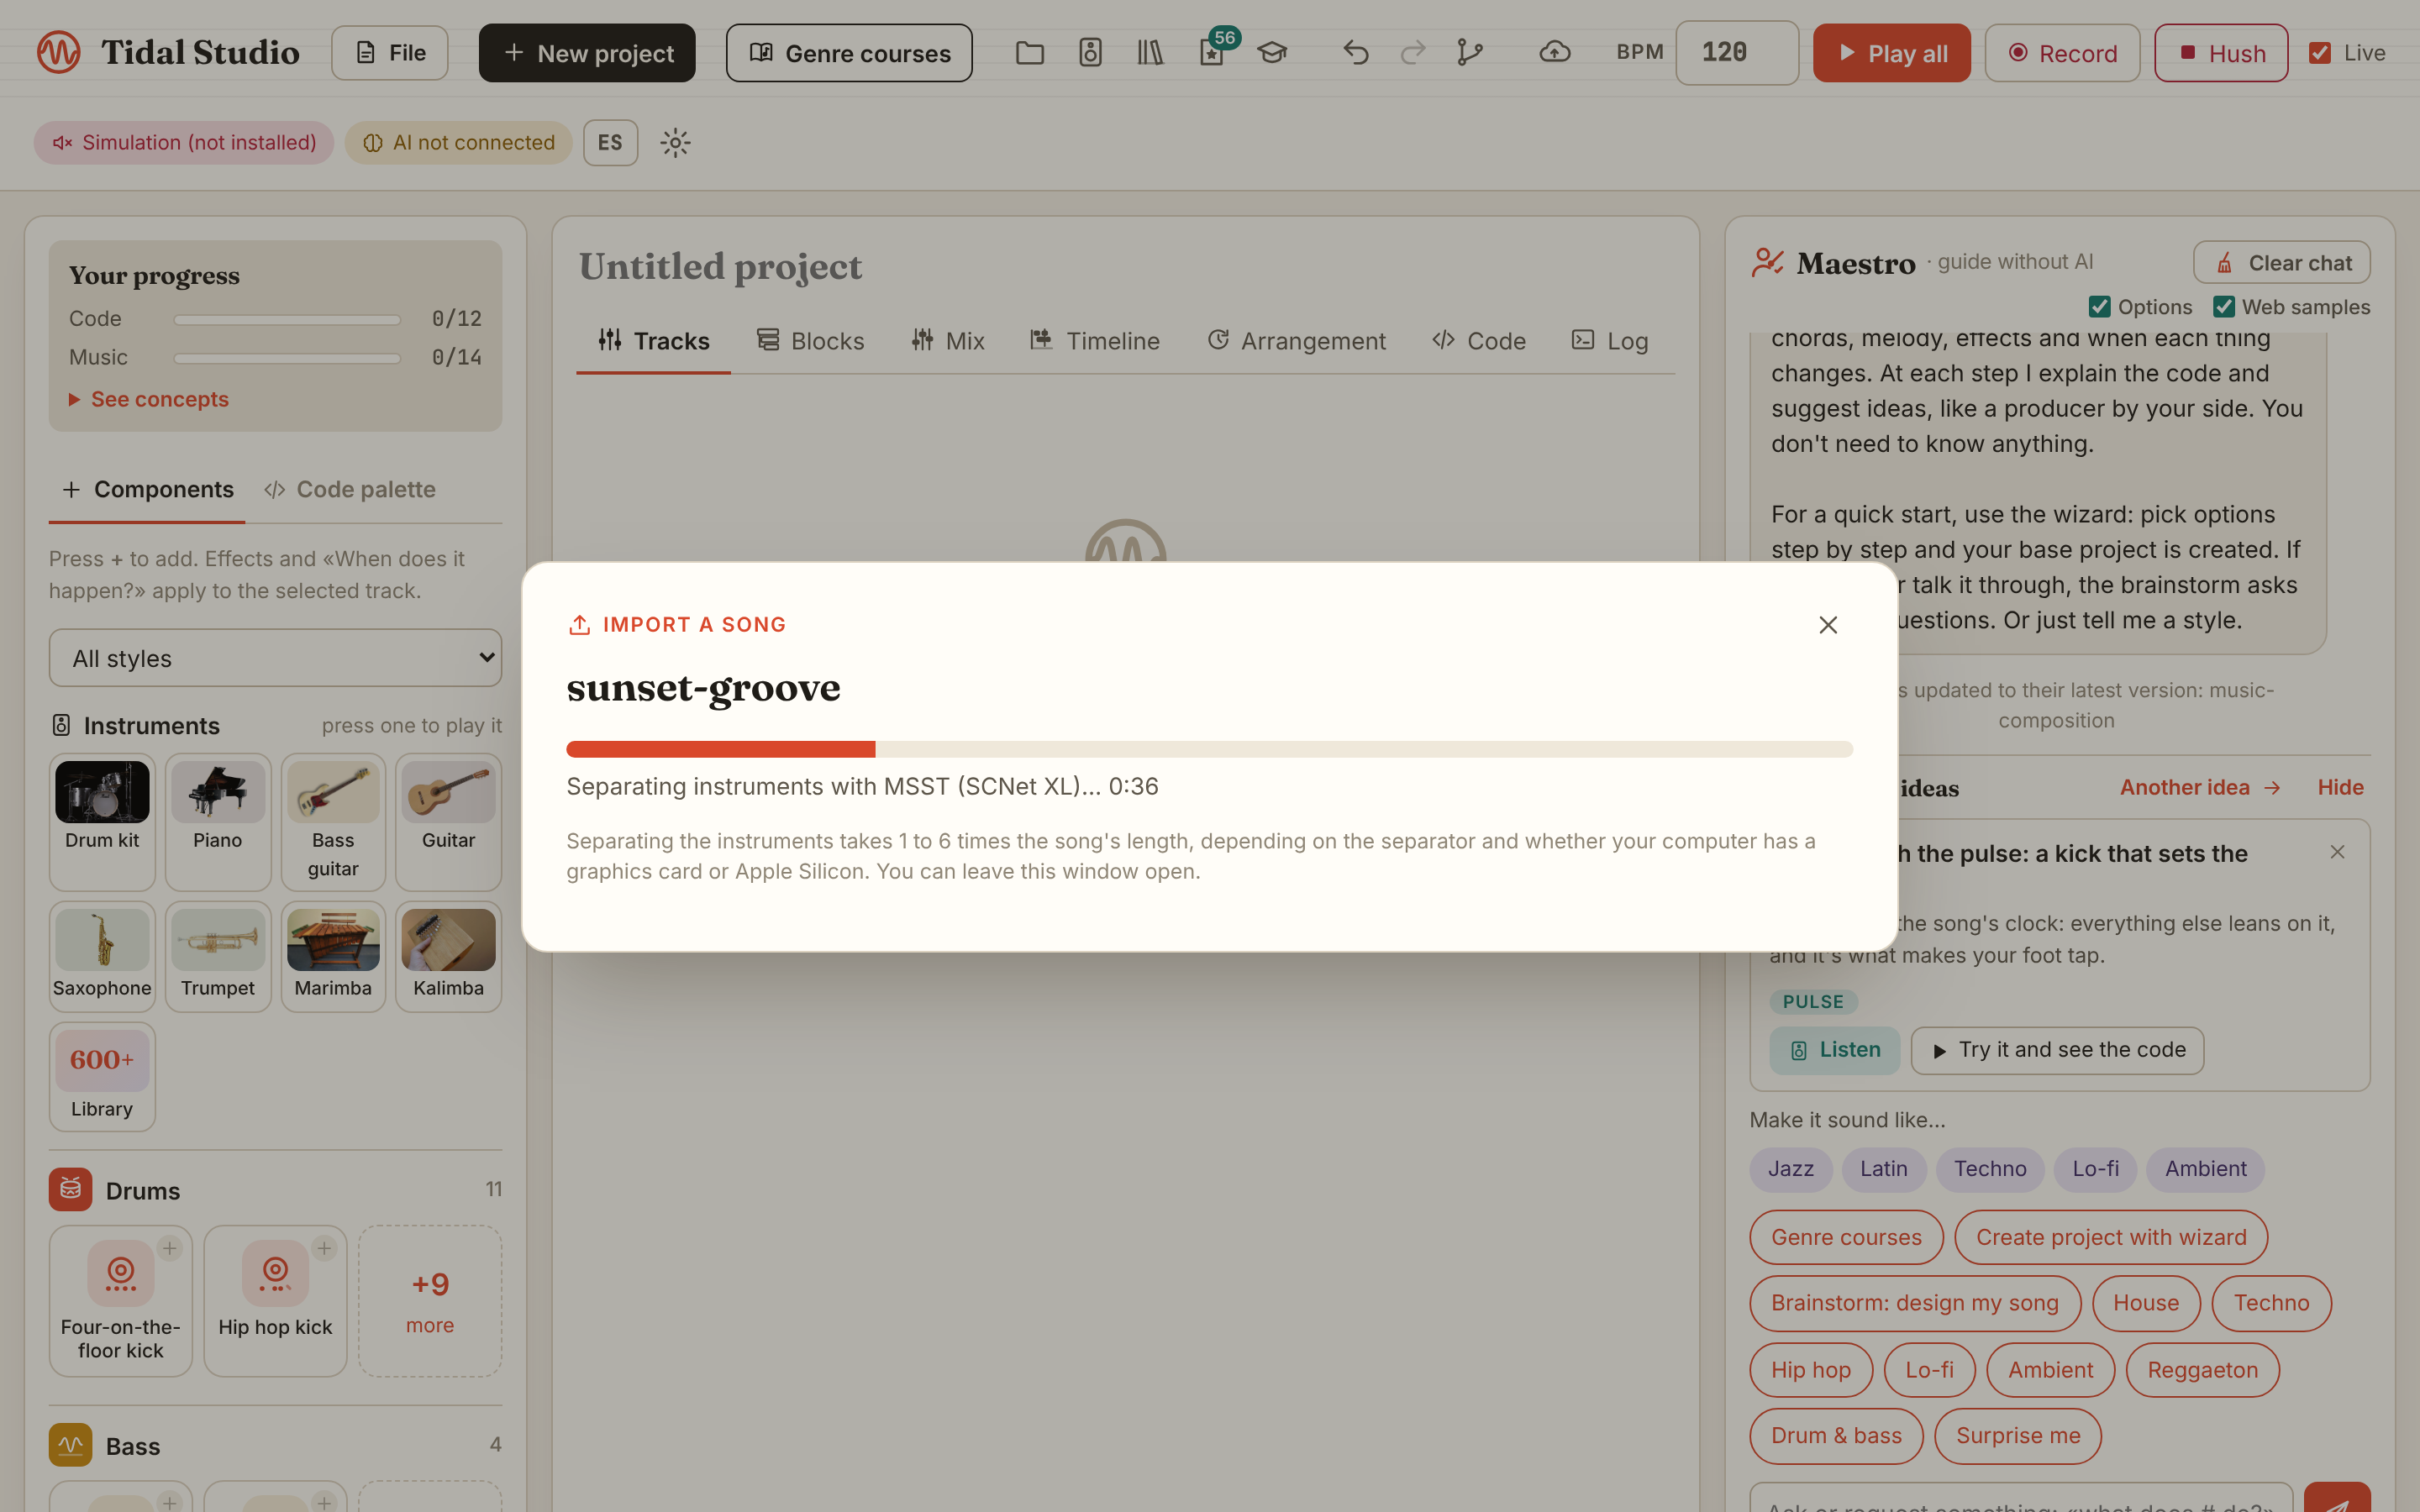 Tidal Studio
File
New project
Genre courses
56
BPM
120
Play all
Record
Hush
Live
Simulation (not installed)
AI not connected
ES
Your progress
Code
0/12
Music
0/14
See concepts
Components
Code palette
Press + to add. Effects and «When does it
happen?» apply to the selected track.
All styles
Instruments
press one to play it
Drum kit
Piano
Bass
guitar
Guitar
Saxophone
Trumpet
Marimba
Kalimba
600+
Library
Drums
11
Four-on-the-
floor kick
Hip hop kick
+9
more
Bass
4
Untitled project
Tracks
Blocks
Mix
Timeline
Arrangement
Code
Log
IMPORT A SONG
sunset-groove
Separating instruments with MSST (SCNet XL)... 0:36
Separating the instruments takes 1 to 6 times the song's length, depending on the separator and whether your computer has a
graphics card or Apple Silicon. You can leave this window open.
Maestro
· guide without AI
Clear chat
Options
Web samples
chords, melody, effects and when each thing
changes. At each step I explain the code and
suggest ideas, like a producer by your side. You
don't need to know anything.
For a quick start, use the wizard: pick options
step by step and your base project is created. If
talk it through, the brainstorm asks
Or just tell me a style.
updated to their latest version: music-
composition
ideas
Another idea →
Hide
the pulse: a kick that sets the
the song's clock: everything else leans on it,
and it's what makes your foot tap.
PULSE
Listen
Try it and see the code
Make it sound like...
Jazz
Latin
Techno
Lo-fi
Ambient
Genre courses
Create project with wizard
Brainstorm: design my song
House
Techno
Hip hop
Lo-fi
Ambient
Reggaeton
Drum & bass
Surprise me